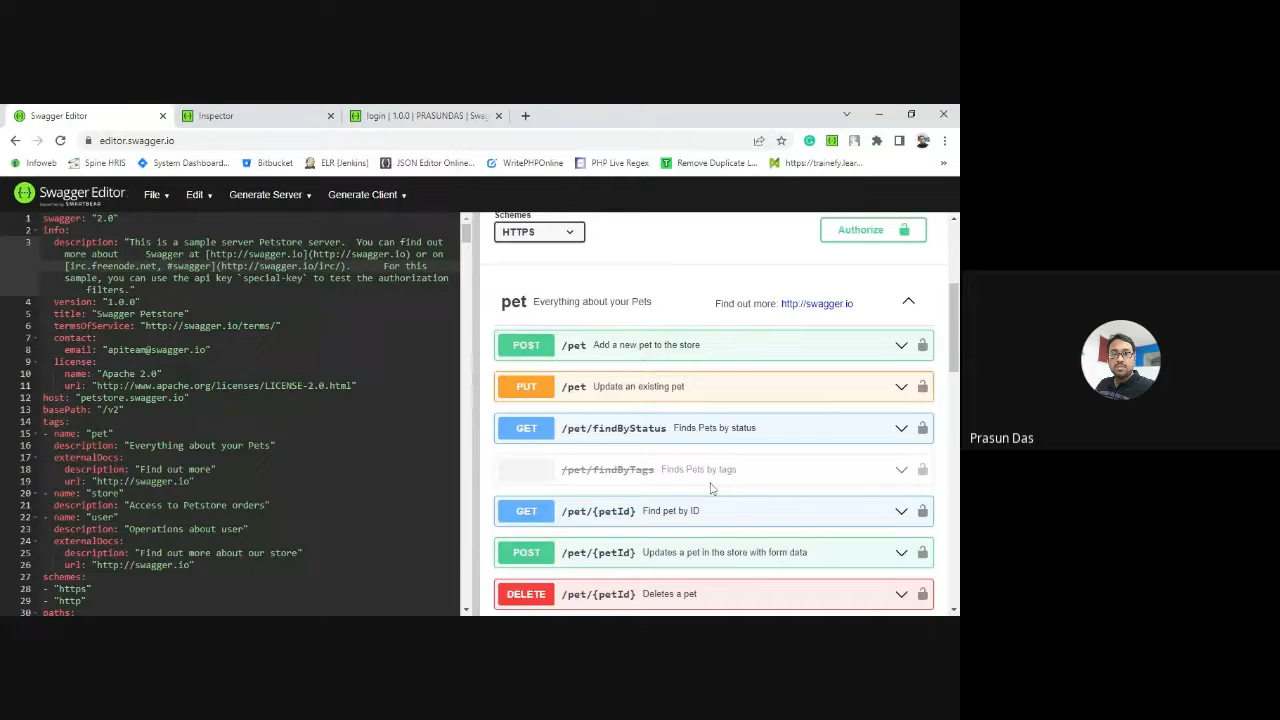 Swagger Editor
Inspector
login | 1.0.0 | PRASUNDAS | Swag
editor.swagger.io
Infoweb
Spine HRIS
System Dashboard...
Bitbucket
ELR [Jenkins]
JSON Editor Online...
WritePHPOnline
PHP Live Regex
Remove Duplicate L...
https://trainefy.lear...
Swagger Editor
Supported by SMARTBEAR
File
Edit
Generate Server
Generate Client
1 swagger: "2.0"
2 info:
3 description: "This is a sample server Petstore server. You can find out
more about Swagger at [http://swagger.io](http://swagger.io) or on
[irc.freenode.net, #swagger](http://swagger.io/irc/). For this
sample, you can use the api key `special-key` to test the authorization
filters."
4 version: "1.0.0"
5 title: "Swagger Petstore"
6 termsOfService: "http://swagger.io/terms/"
7 contact:
8 email: "apiteam@swagger.io"
9 license:
10 name: "Apache 2.0"
11 url: "http://www.apache.org/licenses/LICENSE-2.0.html"
12 host: "petstore.swagger.io"
13 basePath: "/v2"
14 tags:
15 - name: "pet"
16 description: "Everything about your Pets"
17 externalDocs:
18 description: "Find out more"
19 url: "http://swagger.io"
20 - name: "store"
21 description: "Access to Petstore orders"
22 - name: "user"
23 description: "Operations about user"
24 externalDocs:
25 description: "Find out more about our store"
26 url: "http://swagger.io"
27 schemes:
28 - "https"
29 - "http"
30 paths:
Schemes
HTTPS
Authorize
pet Everything about your Pets
Find out more: http://swagger.io
POST /pet Add a new pet to the store
PUT /pet Update an existing pet
GET /pet/findByStatus Finds Pets by status
/pet/findByTags Finds Pets by tags
GET /pet/{petId} Find pet by ID
POST /pet/{petId} Updates a pet in the store with form data
DELETE /pet/{petId} Deletes a pet
Prasun Das